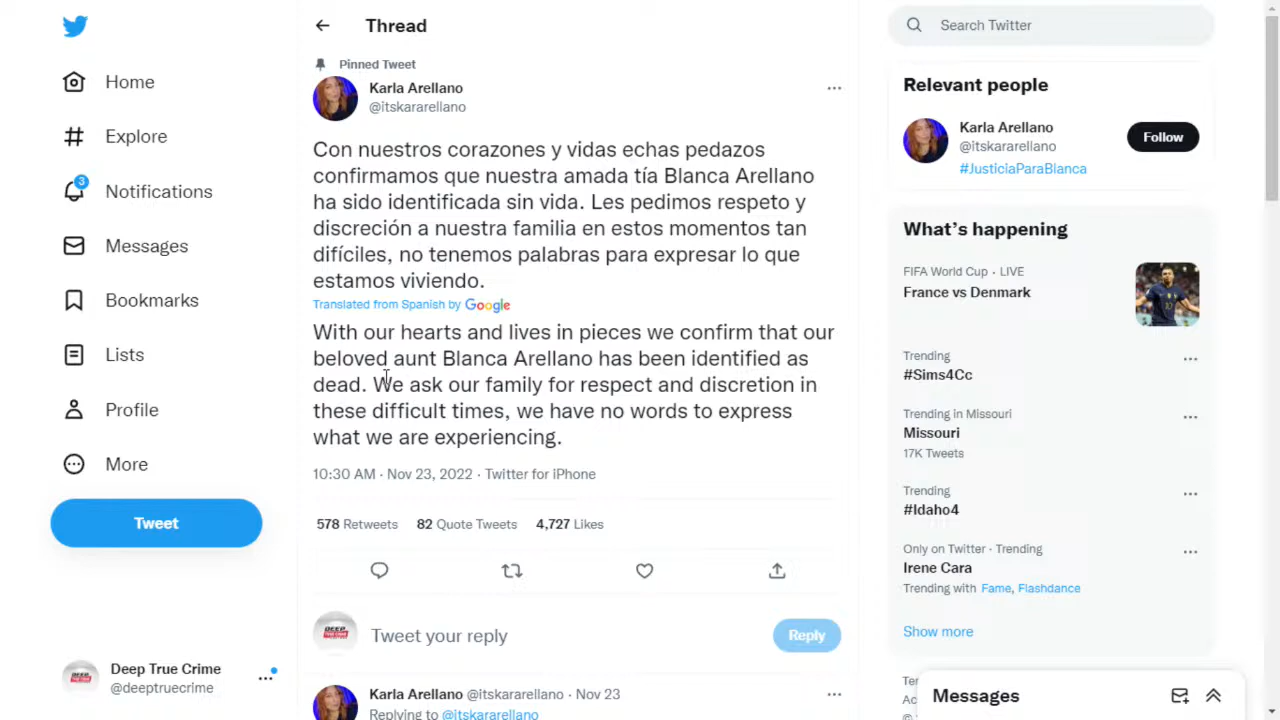 Thread
Home
Explore
3
Notifications
Messages
Bookmarks
Lists
Profile
More
Tweet
Deep True Crime
@deeptruecrime
Pinned Tweet
Karla Arellano
@itskararellano
Con nuestros corazones y vidas echas pedazos
confirmamos que nuestra amada tía Blanca Arellano
ha sido identificada sin vida. Les pedimos respeto y
discreción a nuestra familia en estos momentos tan
difíciles, no tenemos palabras para expresar lo que
estamos viviendo.
Translated from Spanish by Google
With our hearts and lives in pieces we confirm that our
beloved aunt Blanca Arellano has been identified as
dead. We ask our family for respect and discretion in
these difficult times, we have no words to express
what we are experiencing.
10:30 AM · Nov 23, 2022 · Twitter for iPhone
578 Retweets 82 Quote Tweets 4,727 Likes
Tweet your reply
Reply
Karla Arellano @itskararellano · Nov 23
Replying to @itskararellano
Search Twitter
Relevant people
Karla Arellano
@itskararellano
#JusticiaParaBlanca
Follow
What's happening
FIFA World Cup · LIVE
France vs Denmark
Trending
#Sims4Cc
Trending in Missouri
Missouri
17K Tweets
Trending
#Idaho4
Only on Twitter · Trending
Irene Cara
Trending with Fame, Flashdance
Show more
Messages